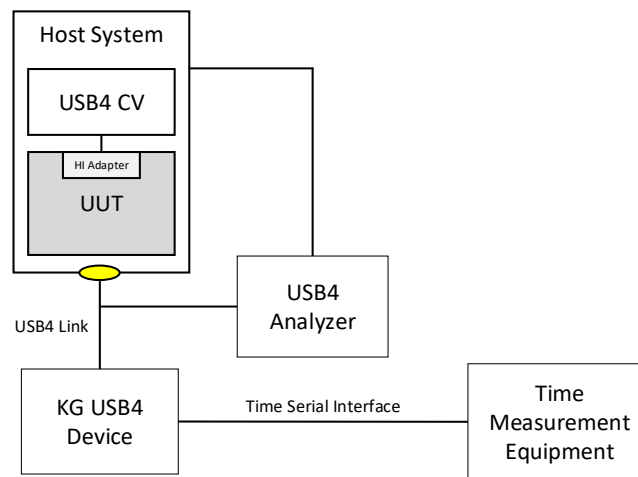 Host System
USB4 CV
HI Adapter
UUT
USB4 Link
USB4
Analyzer
KG USB4
Device
Time Serial Interface
Time
Measurement
Equipment